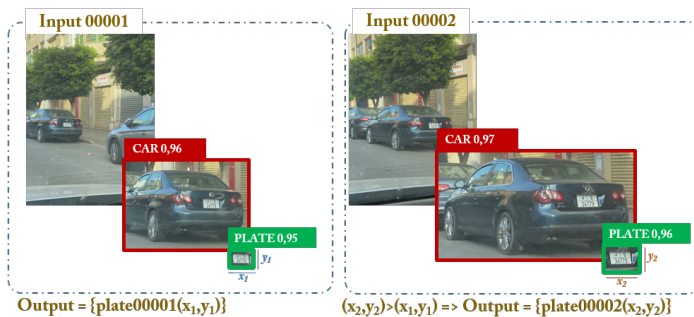 Input 00001
CAR 0,96
PLATE 0,95
y₁
x₁
Output = {plate00001(x₁,y₁)}
Input 00002
CAR 0,97
PLATE 0,96
y₂
x₂
(x₂,y₂)>(x₁,y₁) => Output = {plate00002(x₂,y₂)}